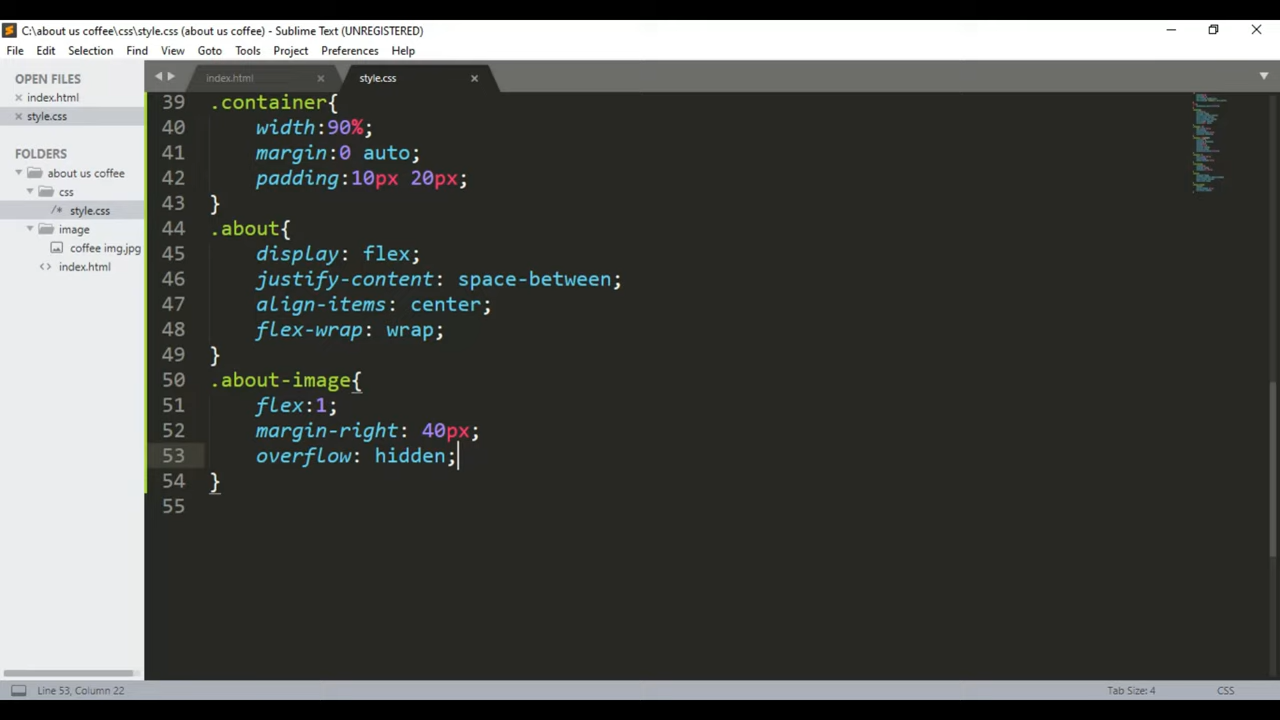 C:\about us coffee\css\style.css (about us coffee) - Sublime Text (UNREGISTERED)
File Edit Selection View Goto Tools Project Preferences Help
OPEN FILES
index.html
style.css
FOLDERS
about us coffee
css
/* style.css
image
coffee img.jpg
<> index.html
index.html
style.css
39 .container{
40 width:90%;
41 margin:0 auto;
42 padding:10px 20px;
43 }
44 .about{
45 display: flex;
46 justify-content: space-between;
47 align-items: center;
48 flex-wrap: wrap;
49 }
50 .about-image{
51 flex:1;
52 margin-right: 40px;
53 overflow: hidden;
54 }
55
Line 53, Column 22
Tab Size: 4
CSS